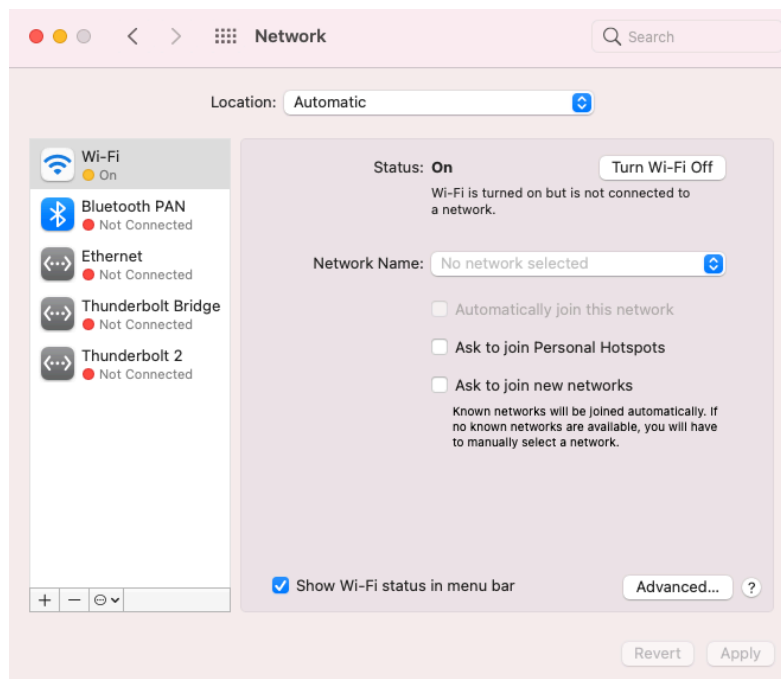 Network
Search
Location: Automatic
Wi-Fi
On
Bluetooth PAN
Not Connected
Ethernet
Not Connected
Thunderbolt Bridge
Not Connected
Thunderbolt 2
Not Connected
Status: On
Turn Wi-Fi Off
Wi-Fi is turned on but is not connected to
a network.
Network Name: No network selected
Automatically join this network
Ask to join Personal Hotspots
Ask to join new networks
Known networks will be joined automatically. If
no known networks are available, you will have
to manually select a network.
Show Wi-Fi status in menu bar
Advanced...
?
Revert
Apply